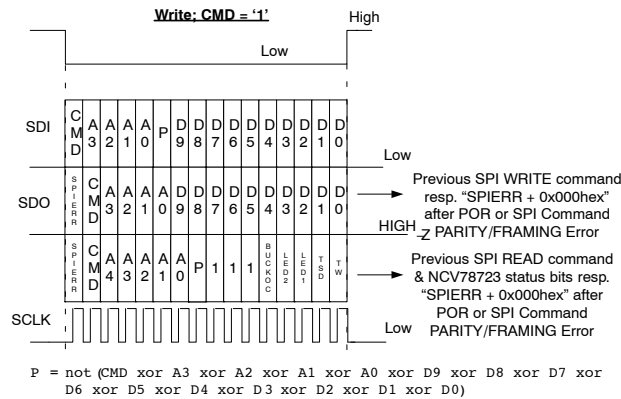 Write; CMD = ‘1’
High
Low
SDI
CMD A3 A2 A1 A0 P D9 D8 D7 D6 D5 D4 D3 D2 D1 D0
Low
SDO
SPIERR CMD A3 A2 A1 A0 D9 D8 D7 D6 D5 D4 D3 D2 D1 D0
Previous SPI WRITE command
resp. “SPIERR + 0x000hex”
after POR or SPI Command
PARITY/FRAMING Error
HIGH - Z
SPIERR CMD A4 A3 A2 A1 A0 P 1 1 1 BUCKOC LED2 LED1 TSD TW
Previous SPI READ command
& NCV78723 status bits resp.
“SPIERR + 0x000hex” after
POR or SPI Command
PARITY/FRAMING Error
SCLK
Low
P = not (CMD xor A3 xor A2 xor A1 xor A0 xor D9 xor D8 xor D7 xor
D6 xor D5 xor D4 xor D3 xor D2 xor D1 xor D0)